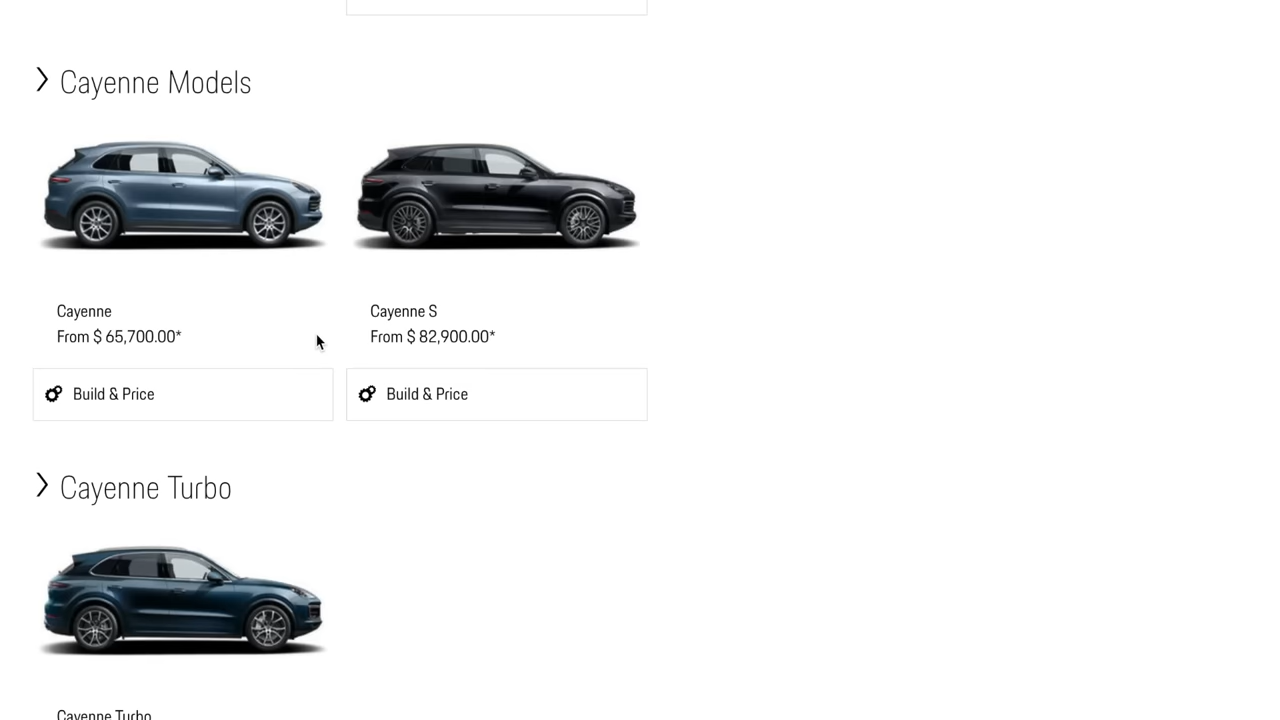 Cayenne Models
Cayenne
From $ 65,700.00*
Cayenne S
From $ 82,900.00*
Build & Price
Build & Price
Cayenne Turbo
Cayenne Turbo